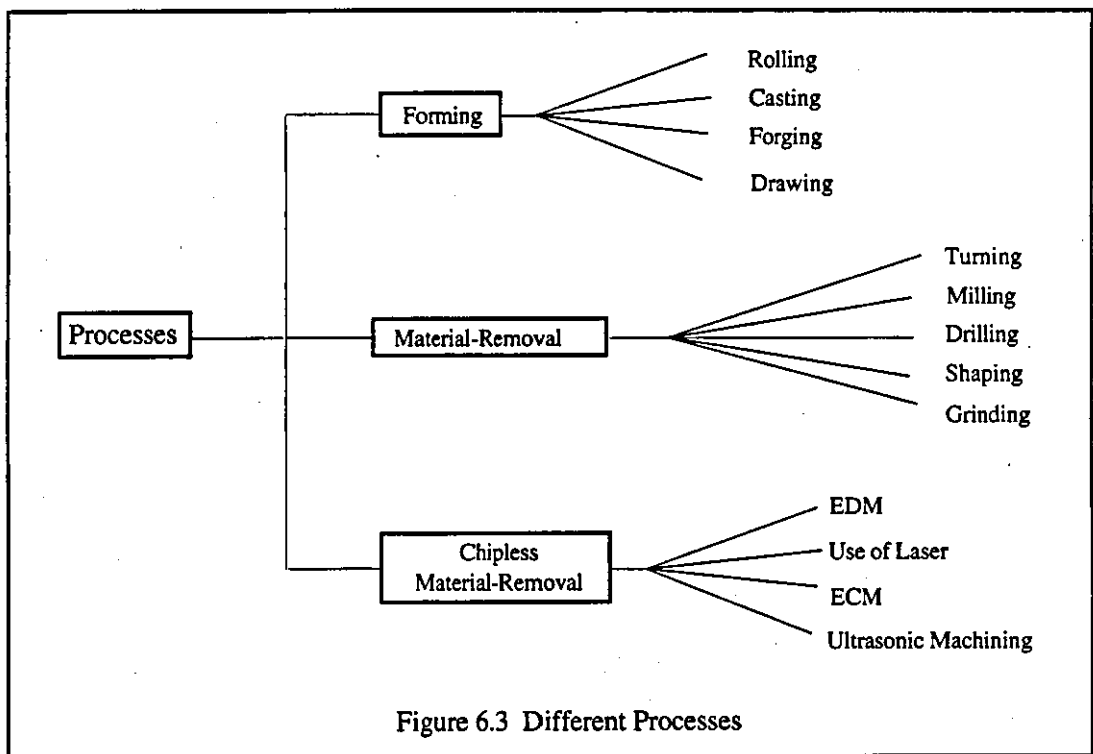 Rolling
Casting
Forming
Forging
Drawing
Turning
Milling
Processes
Material-Removal
Drilling
Shaping
Grinding
EDM
Chipless
Material-Removal
Use of Laser
ECM
Ultrasonic Machining
Figure 6.3 Different Processes